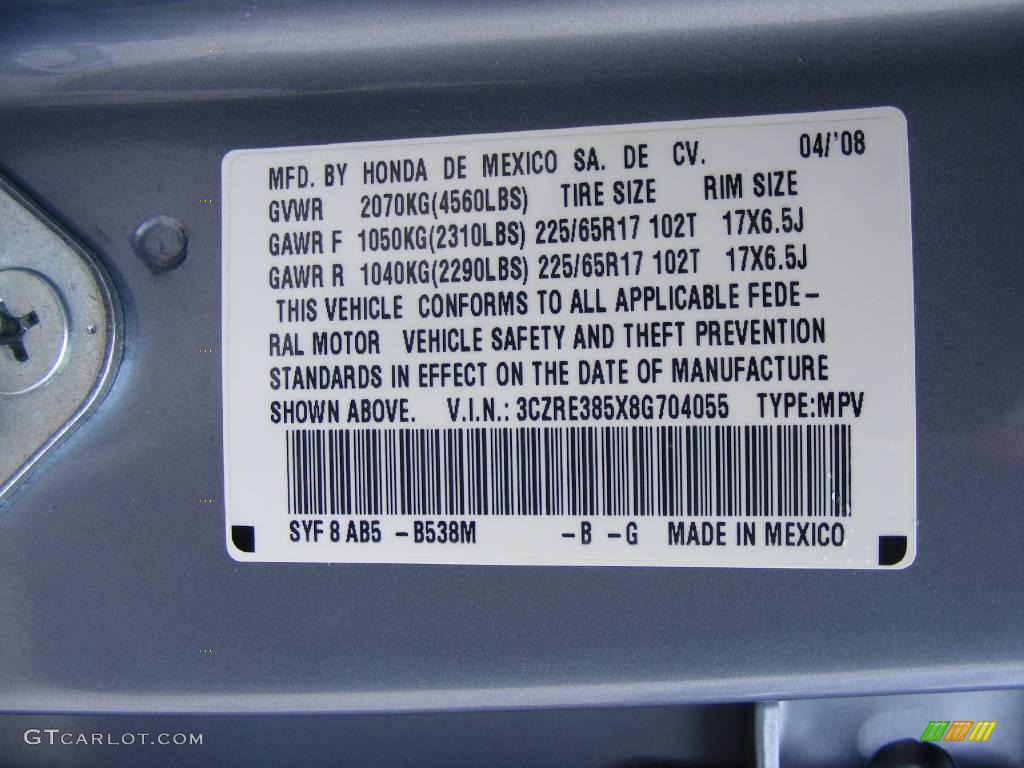 MFD. BY HONDA DE MEXICO SA. DE CV. 04/'08
GVWR 2070KG(4560LBS) TIRE SIZE RIM SIZE
GAWR F 1050KG(2310LBS) 225/65R17 102T 17X6.5J
GAWR R 1040KG(2290LBS) 225/65R17 102T 17X6.5J
THIS VEHICLE CONFORMS TO ALL APPLICABLE FEDE-
RAL MOTOR VEHICLE SAFETY AND THEFT PREVENTION
STANDARDS IN EFFECT ON THE DATE OF MANUFACTURE
SHOWN ABOVE. V.I.N.: 3CZRE385X8G704055 TYPE:MPV
SYF 8 AB5 -B538M -B -G MADE IN MEXICO
GTCARLOT.COM